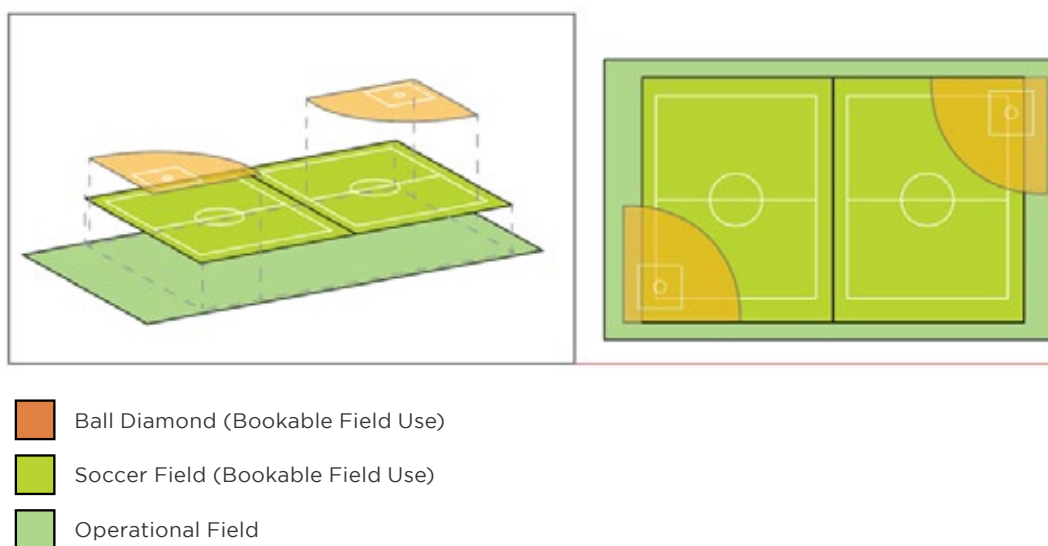 Ball Diamond (Bookable Field Use)
Soccer Field (Bookable Field Use)
Operational Field